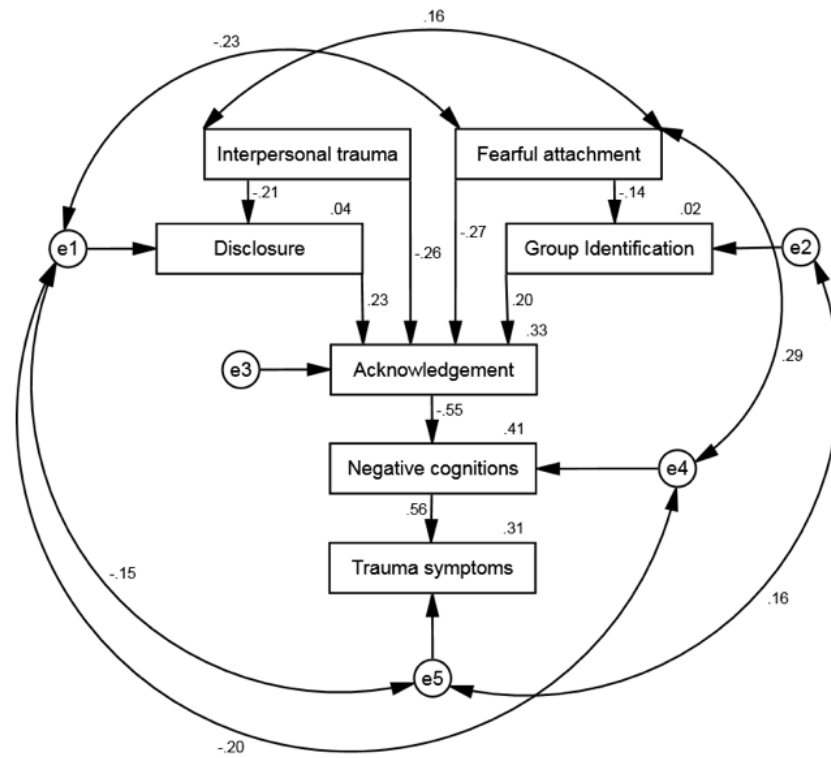 .16
-.23
Interpersonal trauma
Fearful attachment
-.21
-.14
.04
.02
e1
Disclosure
-.26
-.27
Group Identification
e2
.23
.20
.33
e3
Acknowledgement
.29
-.55
.41
Negative cognitions
e4
.56
.31
Trauma symptoms
-.15
.16
e5
-.20